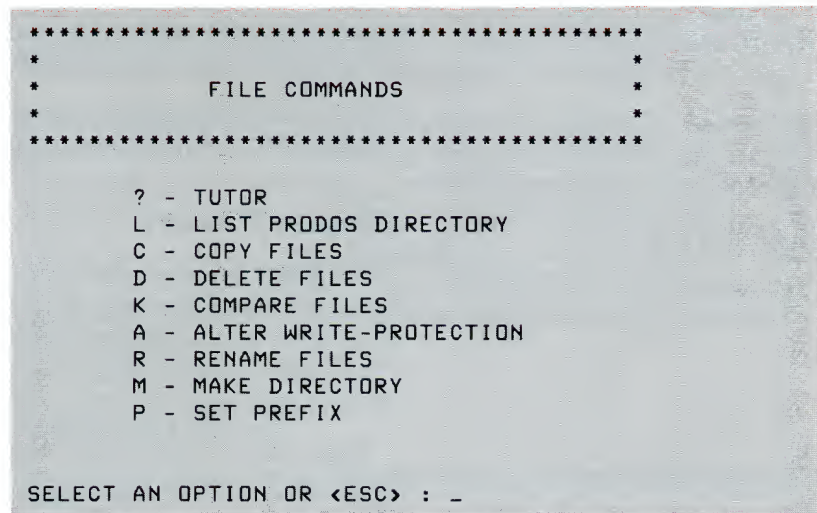 *****************************************
* *
* FILE COMMANDS *
* *
*****************************************
? - TUTOR
L - LIST PRODOS DIRECTORY
C - COPY FILES
D - DELETE FILES
K - COMPARE FILES
A - ALTER WRITE-PROTECTION
R - RENAME FILES
M - MAKE DIRECTORY
P - SET PREFIX
SELECT AN OPTION OR <ESC> : _